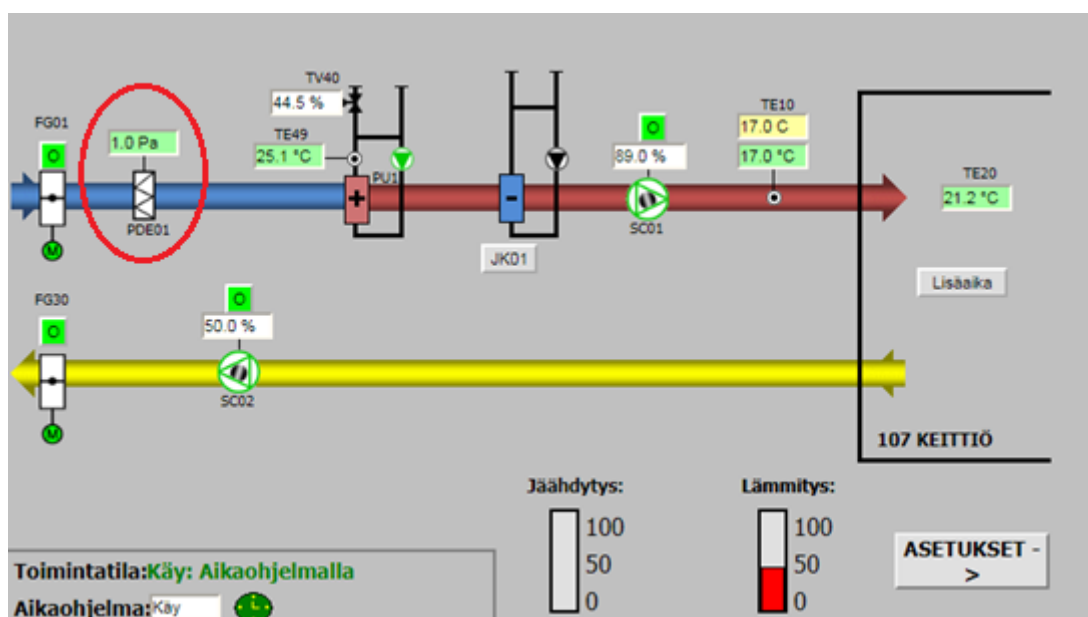 TV40
44.5 %
FG01
O
1.0 Pa
PDE01
M
TE49
25.1 °C
PU1
+
-
JK01
O
89.0 %
SC01
TE10
17.0 C
17.0 °C
TE20
21.2 °C
Lisäaika
FG30
O
M
O
50.0 %
SC02
107 KEITTIÖ
Jäähdytys:
100
50
0
Lämmitys:
100
50
0
ASETUKSET -
>
Toimintatila:Käy: Aikaohjelmalla
Aikaohjelma: Käy